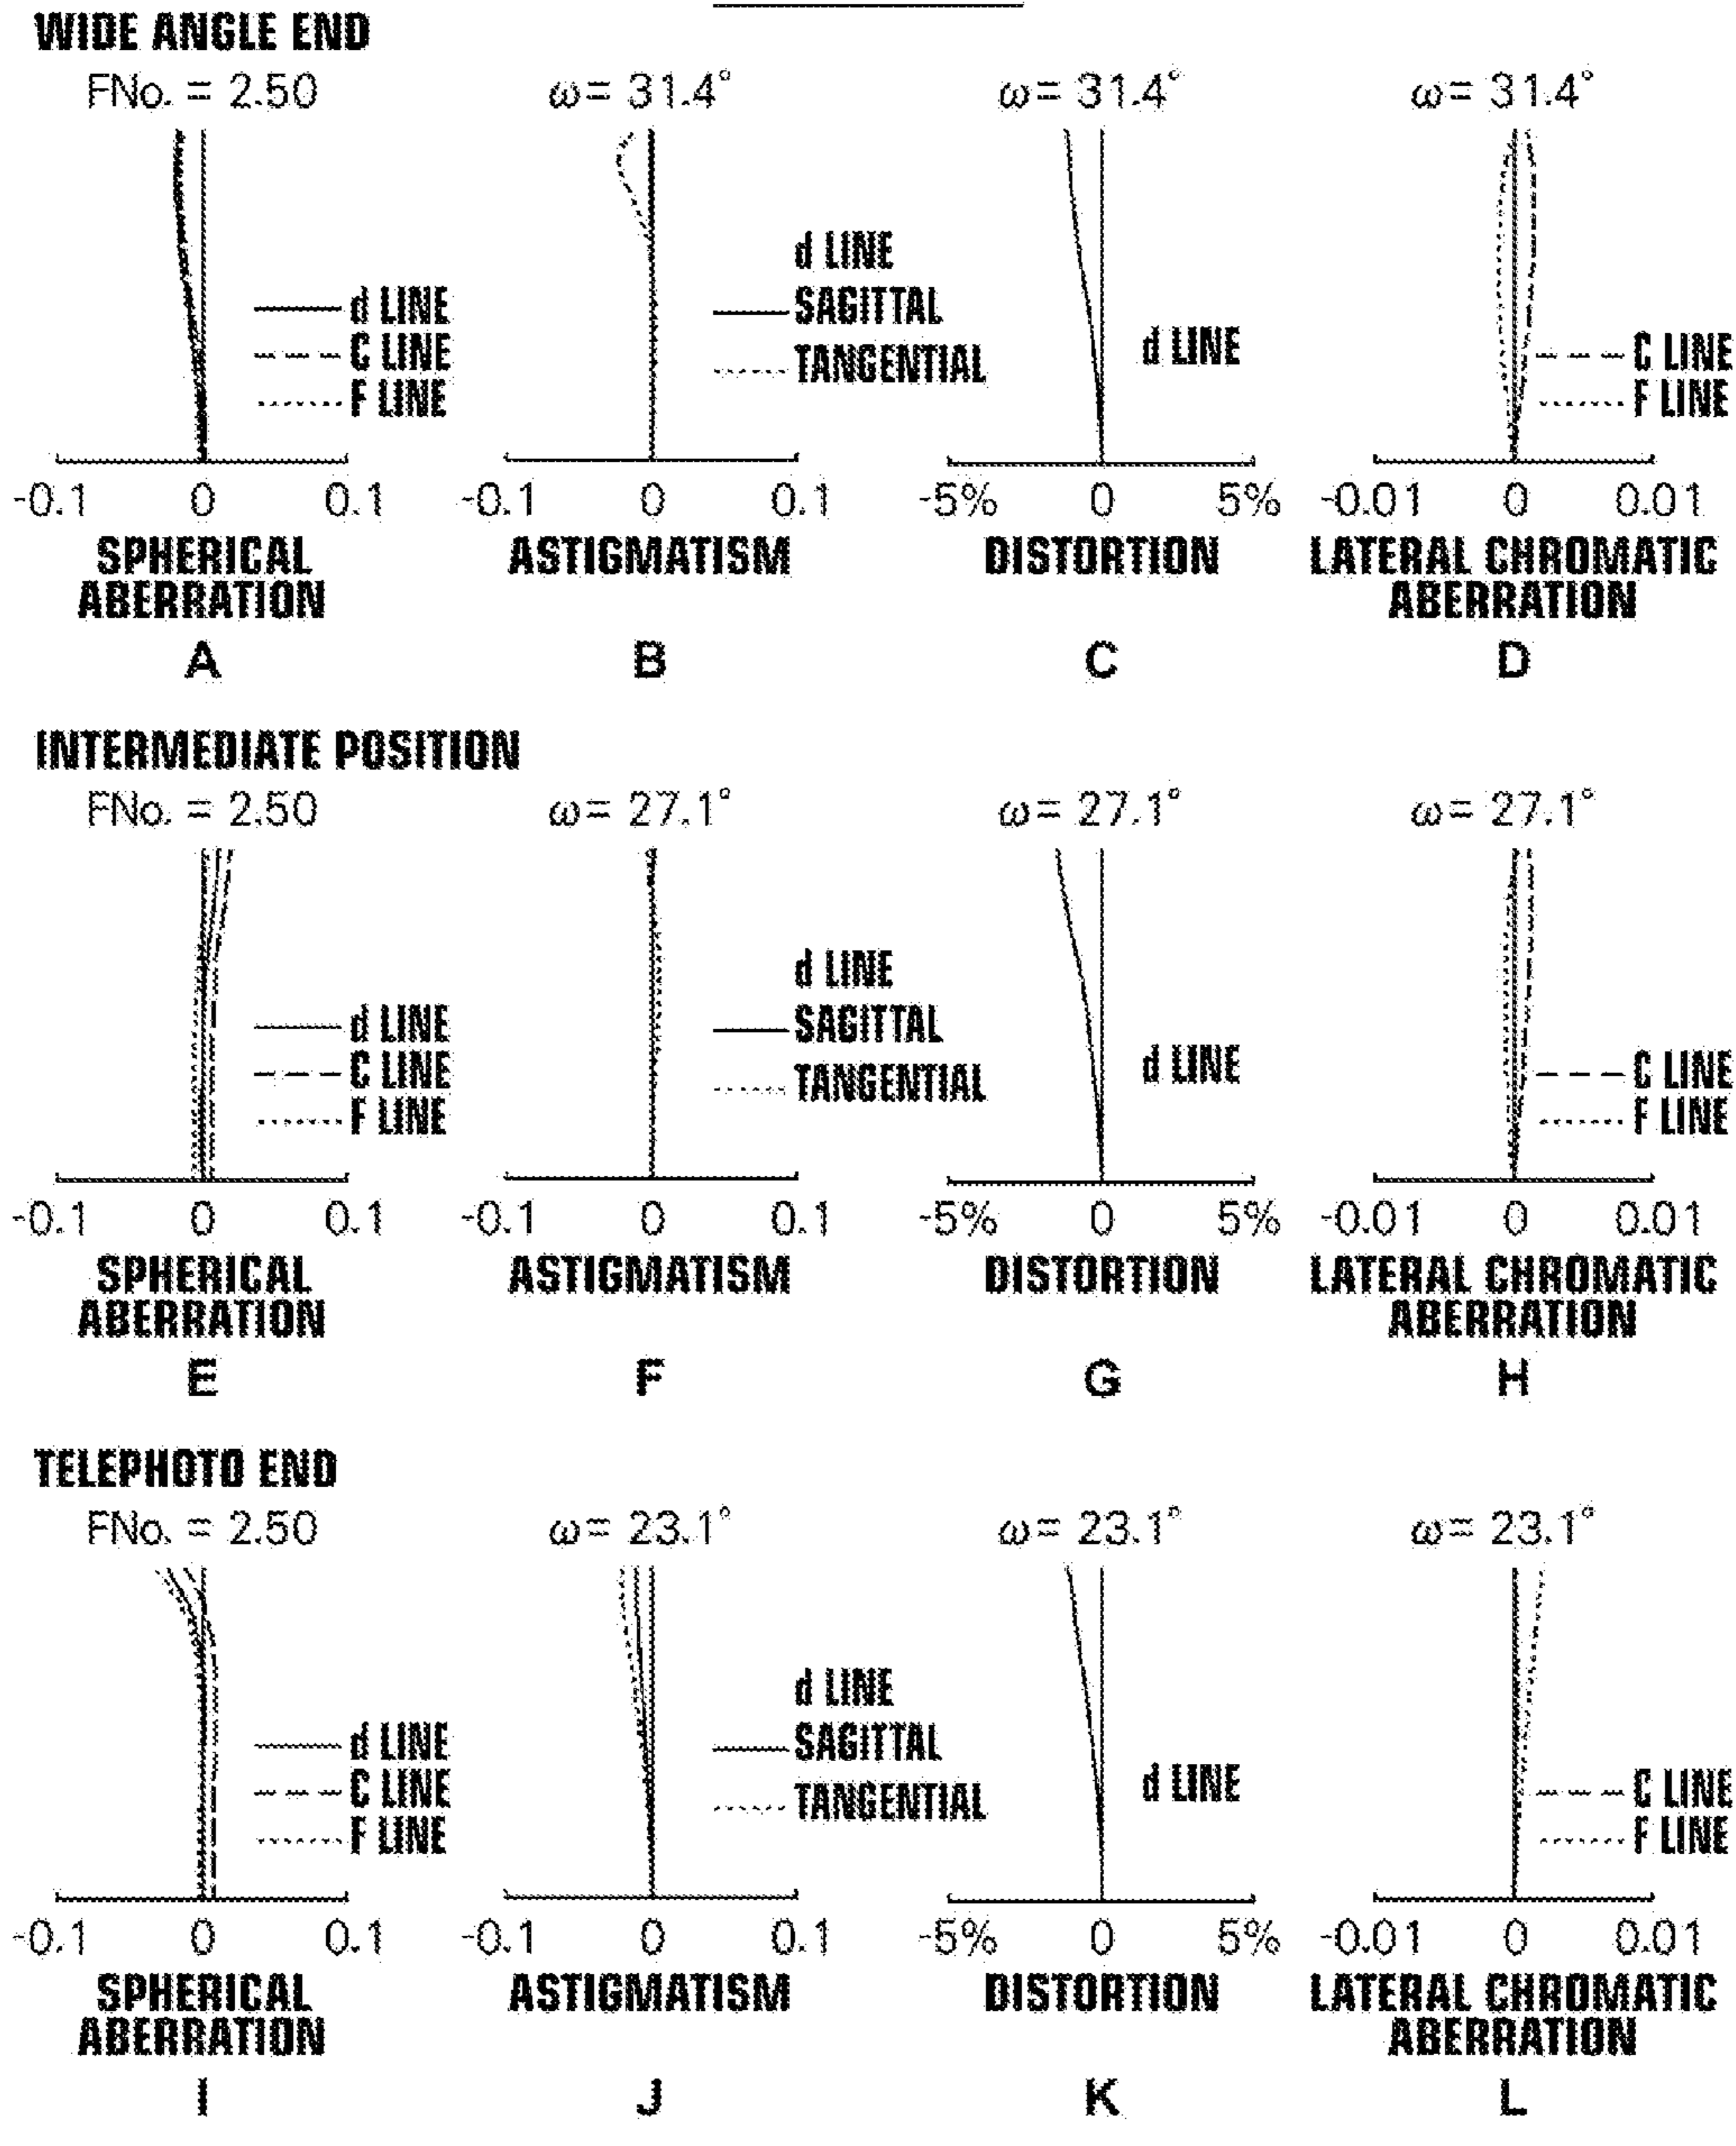 WIDE ANGLE END
FNo. = 2.50
ω= 31.4°
ω= 31.4°
ω= 31.4°
d LINE
C LINE
F LINE
d LINE
SAGITTAL
TANGENTIAL
d LINE
C LINE
F LINE
-0.1 0 0.1
-0.1 0 0.1
-5% 0 5%
-0.01 0 0.01
SPHERICAL
ABERRATION
ASTIGMATISM
DISTORTION
LATERAL CHROMATIC
ABERRATION
A
B
C
D
INTERMEDIATE POSITION
FNo. = 2.50
ω= 27.1°
ω= 27.1°
ω= 27.1°
d LINE
C LINE
F LINE
d LINE
SAGITTAL
TANGENTIAL
d LINE
C LINE
F LINE
-0.1 0 0.1
-0.1 0 0.1
-5% 0 5%
-0.01 0 0.01
SPHERICAL
ABERRATION
ASTIGMATISM
DISTORTION
LATERAL CHROMATIC
ABERRATION
E
F
G
H
TELEPHOTO END
FNo. = 2.50
ω= 23.1°
ω= 23.1°
ω= 23.1°
d LINE
C LINE
F LINE
d LINE
SAGITTAL
TANGENTIAL
d LINE
C LINE
F LINE
-0.1 0 0.1
-0.1 0 0.1
-5% 0 5%
-0.01 0 0.01
SPHERICAL
ABERRATION
ASTIGMATISM
DISTORTION
LATERAL CHROMATIC
ABERRATION
I
J
K
L